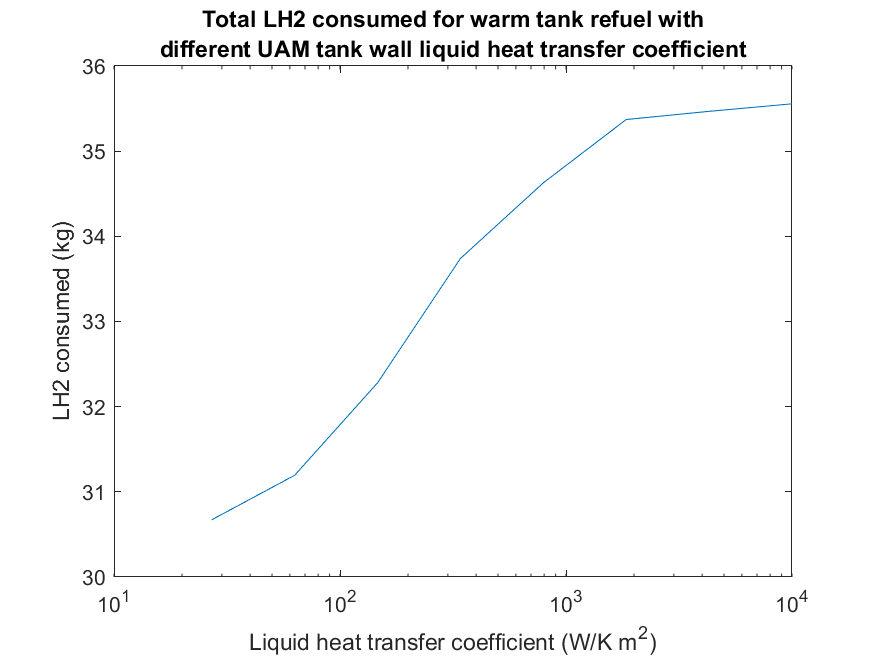 Total LH2 consumed for warm tank refuel with
different UAM tank wall liquid heat transfer coefficient
36
35
34
33
32
31
30
LH2 consumed (kg)
10^1
10^2
10^3
10^4
Liquid heat transfer coefficient (W/K m^2)